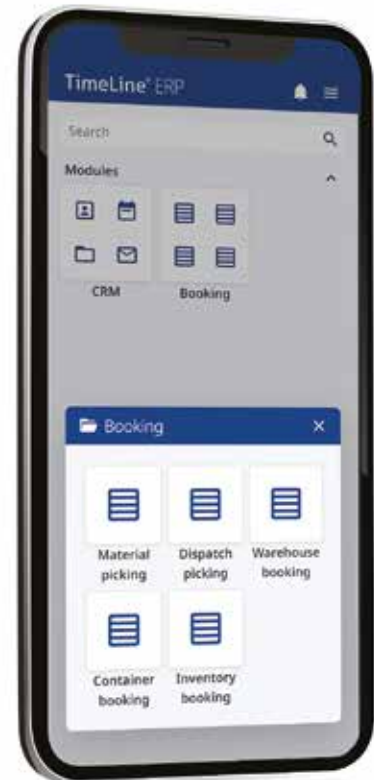 TimeLine® ERP
Search
Modules
CRM Booking
Booking
Material Dispatch Warehouse
picking picking booking
Container Inventory
booking booking